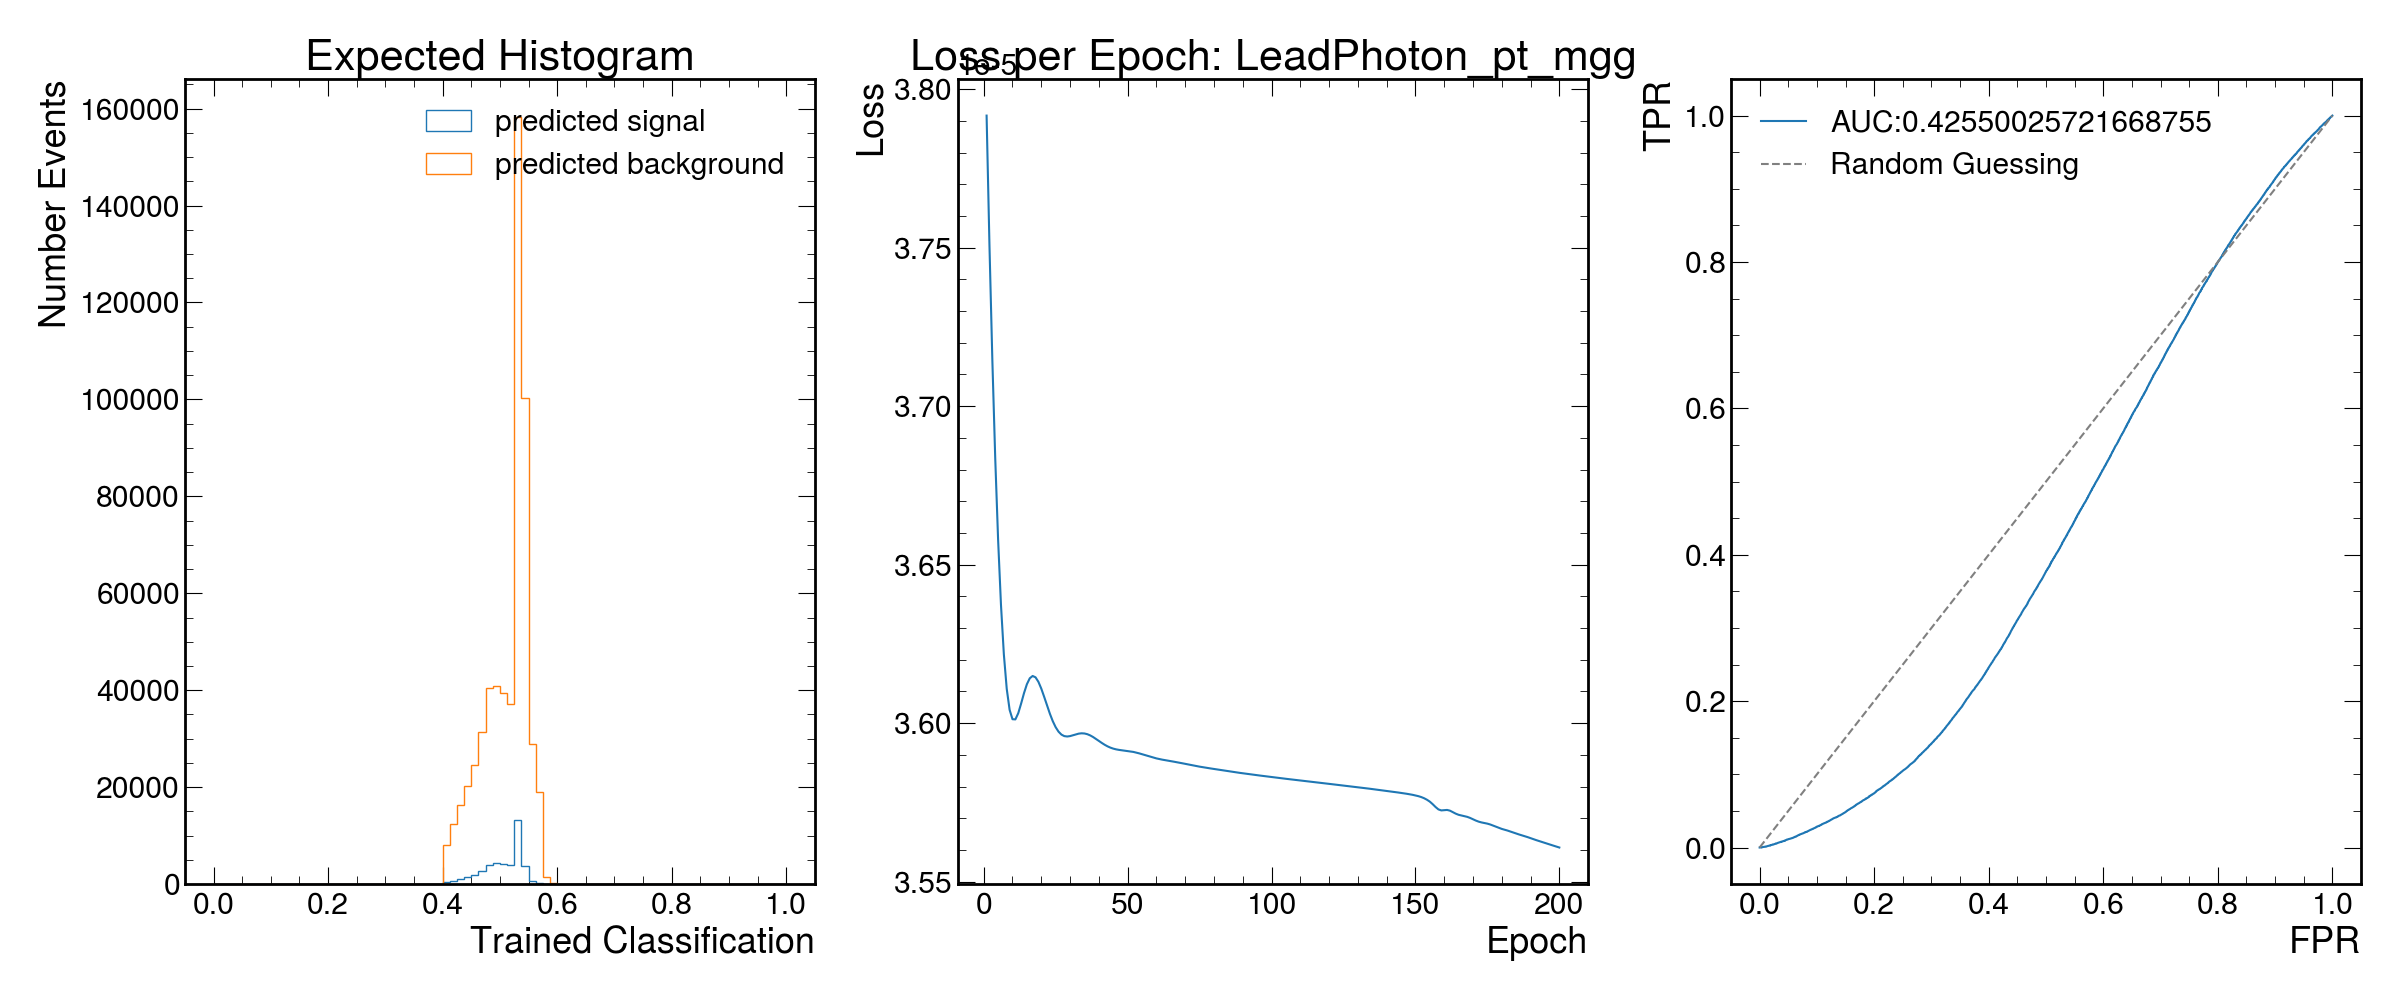 Expected Histogram
Number Events
160000
140000
120000
100000
80000
60000
40000
20000
0
predicted signal
predicted background
0.0 0.2 0.4 0.6 0.8 1.0
Trained Classification
Loss per Epoch: LeadPhoton_pt_mgg
Loss
3.80
3.75
3.70
3.65
3.60
3.55
0 50 100 150 200
Epoch
TPR
1.0
0.8
0.6
0.4
0.2
0.0
AUC:0.42550025721668755
Random Guessing
0.0 0.2 0.4 0.6 0.8 1.0
FPR